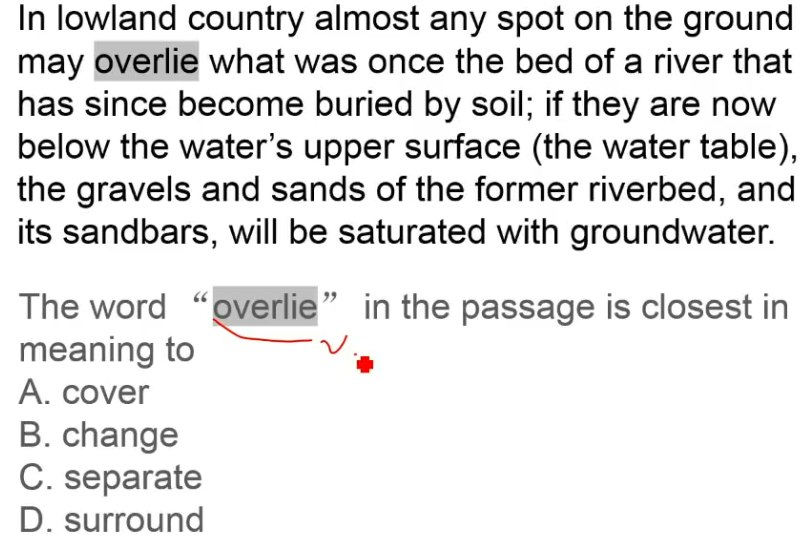 In lowland country almost any spot on the ground
may overlie what was once the bed of a river that
has since become buried by soil; if they are now
below the water’s upper surface (the water table),
the gravels and sands of the former riverbed, and
its sandbars, will be saturated with groundwater.
The word “overlie” in the passage is closest in
meaning to
A. cover
B. change
C. separate
D. surround